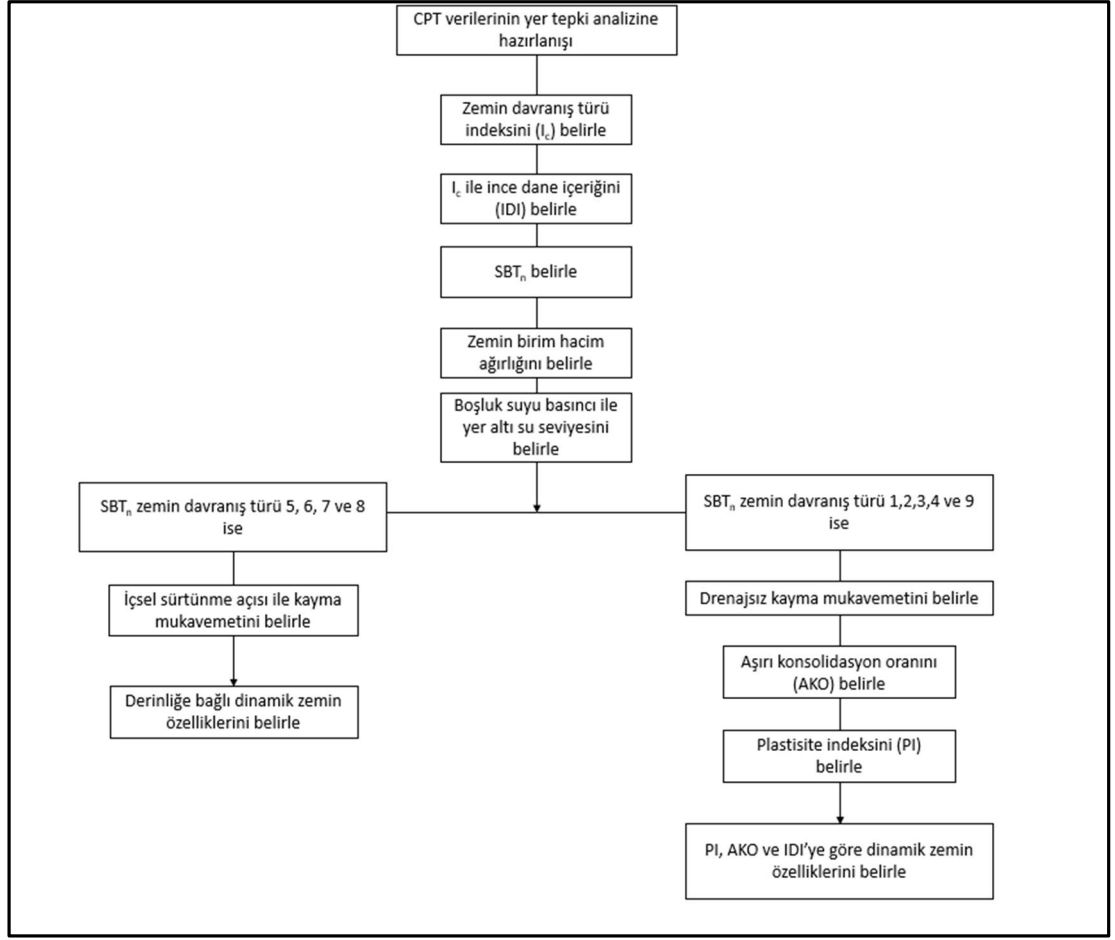 CPT verilerinin yer tepki analizine
hazırlanışı
Zemin davranış türü
indeksini (Ic) belirle
Ic ile ince dane içeriğini
(IDI) belirle
SBTn belirle
Zemin birim hacim
ağırlığını belirle
Boşluk suyu basıncı ile
yer altı su seviyesini
belirle
SBTn zemin davranış türü 5, 6, 7 ve 8
ise
İçsel sürtünme açısı ile kayma
mukavemetini belirle
Derinliğe bağlı dinamik zemin
özelliklerini belirle
SBTn zemin davranış türü 1,2,3,4 ve 9
ise
Drenajsız kayma mukavemetini belirle
Aşırı konsolidasyon oranını
(AKO) belirle
Plastisite indeksini (PI)
belirle
PI, AKO ve IDI’ye göre dinamik zemin
özelliklerini belirle